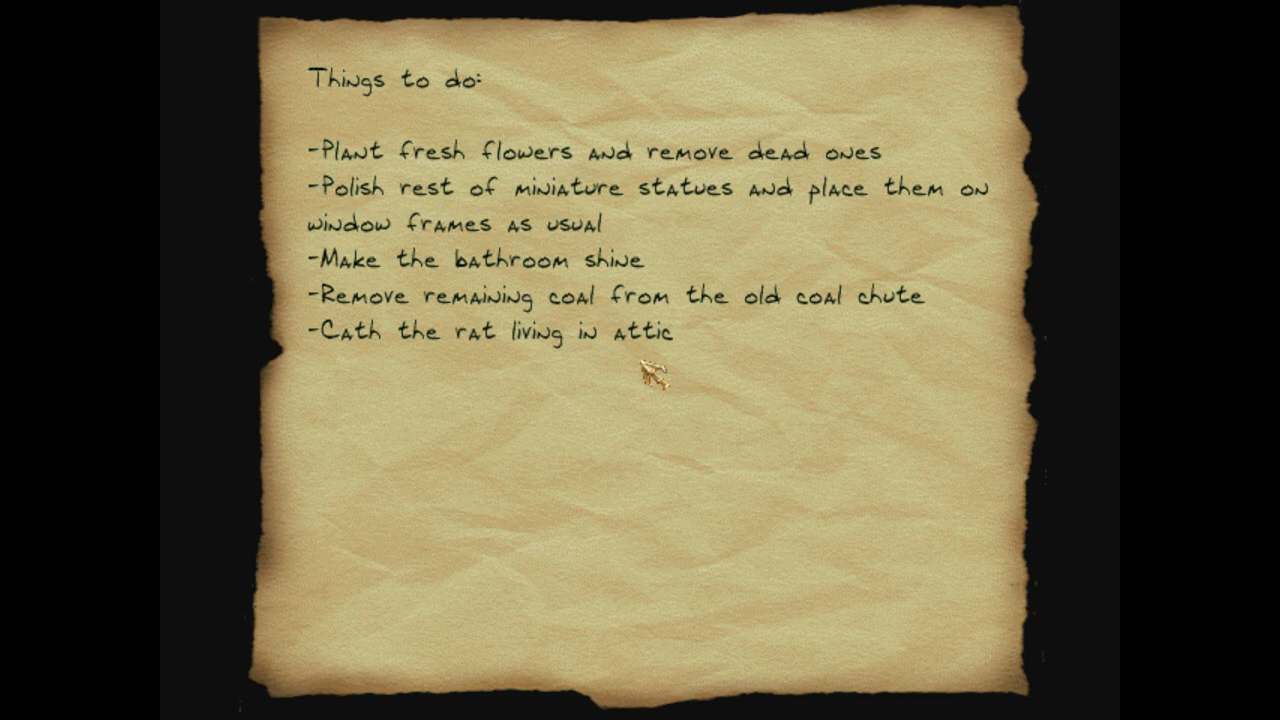 Things to do:
-Plant fresh flowers and remove dead ones
-Polish rest of miniature statues and place them on
window frames as usual
-Make the bathroom shine
-Remove remaining coal from the old coal chute
-Cath the rat living in attic